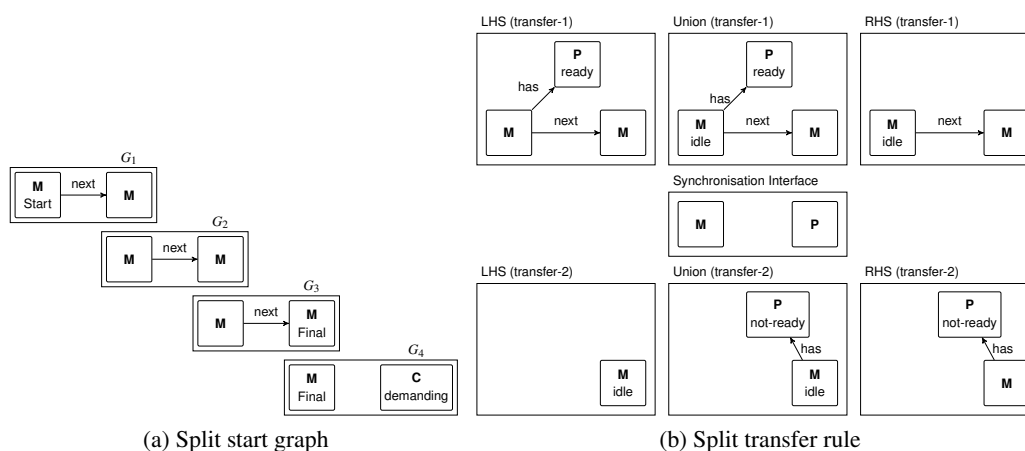 G1
M
Start
next
M
G2
M
next
M
G3
M
next
M
Final
G4
M
Final
C
demanding
(a) Split start graph
LHS (transfer-1)
P
ready
has
M
next
M
Union (transfer-1)
P
ready
has
M
idle
next
M
RHS (transfer-1)
M
idle
next
M
Synchronisation Interface
M
P
LHS (transfer-2)
M
idle
Union (transfer-2)
P
not-ready
has
M
idle
RHS (transfer-2)
P
not-ready
has
M
(b) Split transfer rule